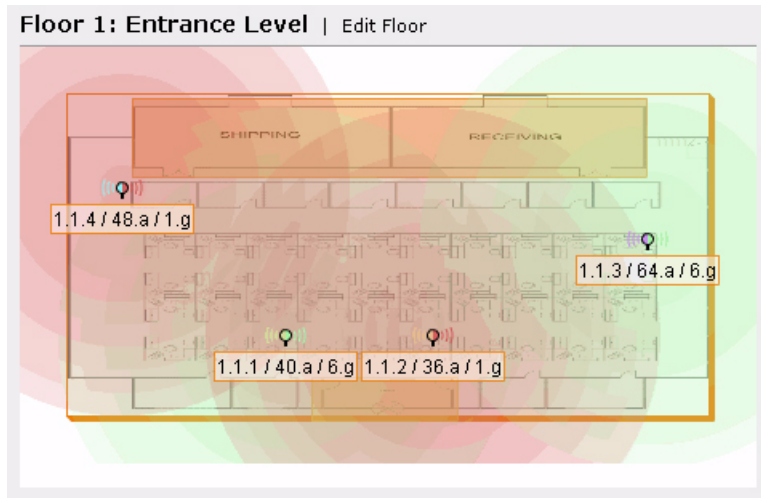 Floor 1: Entrance Level | Edit Floor
SHIPPING
RECEIVING
1.1.4 / 48.a / 1.g
1.1.3 / 64.a / 6.g
1.1.1 / 40.a / 6.g
1.1.2 / 36.a / 1.g